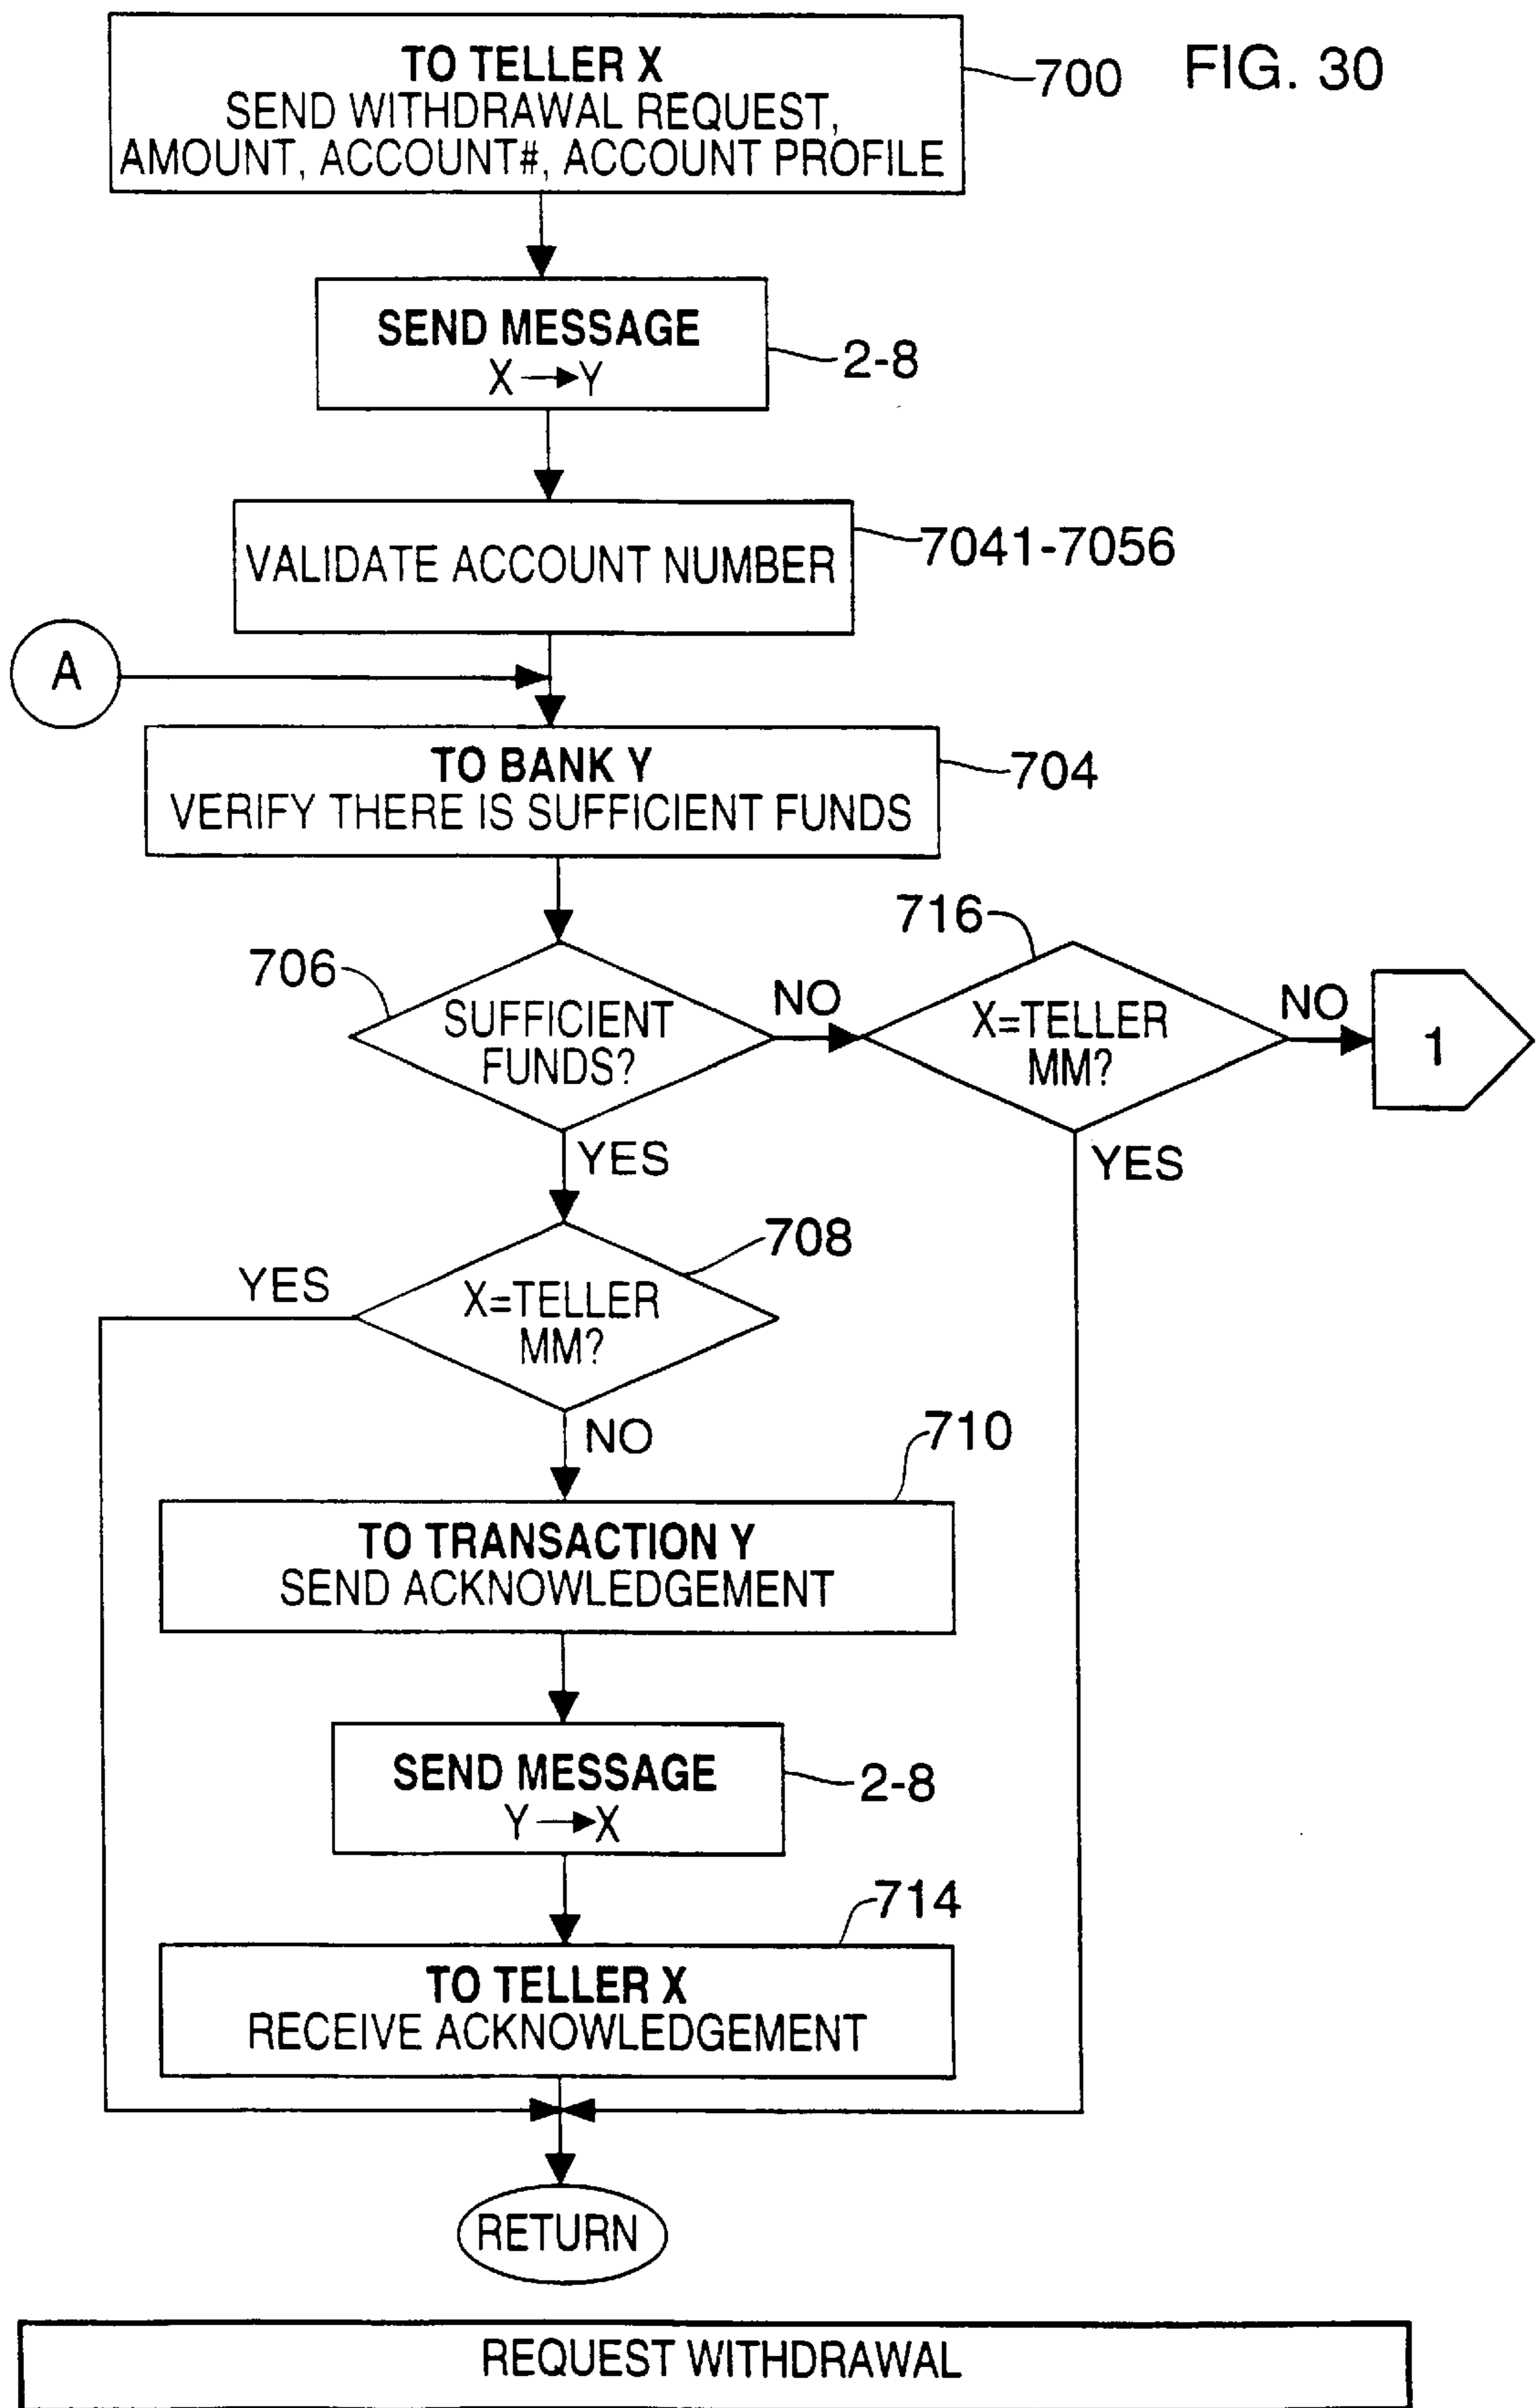 FIG. 30
TO TELLER X
SEND WITHDRAWAL REQUEST,
AMOUNT, ACCOUNT#, ACCOUNT PROFILE
700
SEND MESSAGE
X → Y
2-8
VALIDATE ACCOUNT NUMBER
7041-7056
A
TO BANK Y
VERIFY THERE IS SUFFICIENT FUNDS
704
706
SUFFICIENT
FUNDS?
NO
716
X=TELLER
MM?
NO
1
YES
YES
708
YES
X=TELLER
MM?
NO
710
TO TRANSACTION Y
SEND ACKNOWLEDGEMENT
SEND MESSAGE
Y → X
2-8
714
TO TELLER X
RECEIVE ACKNOWLEDGEMENT
RETURN
REQUEST WITHDRAWAL